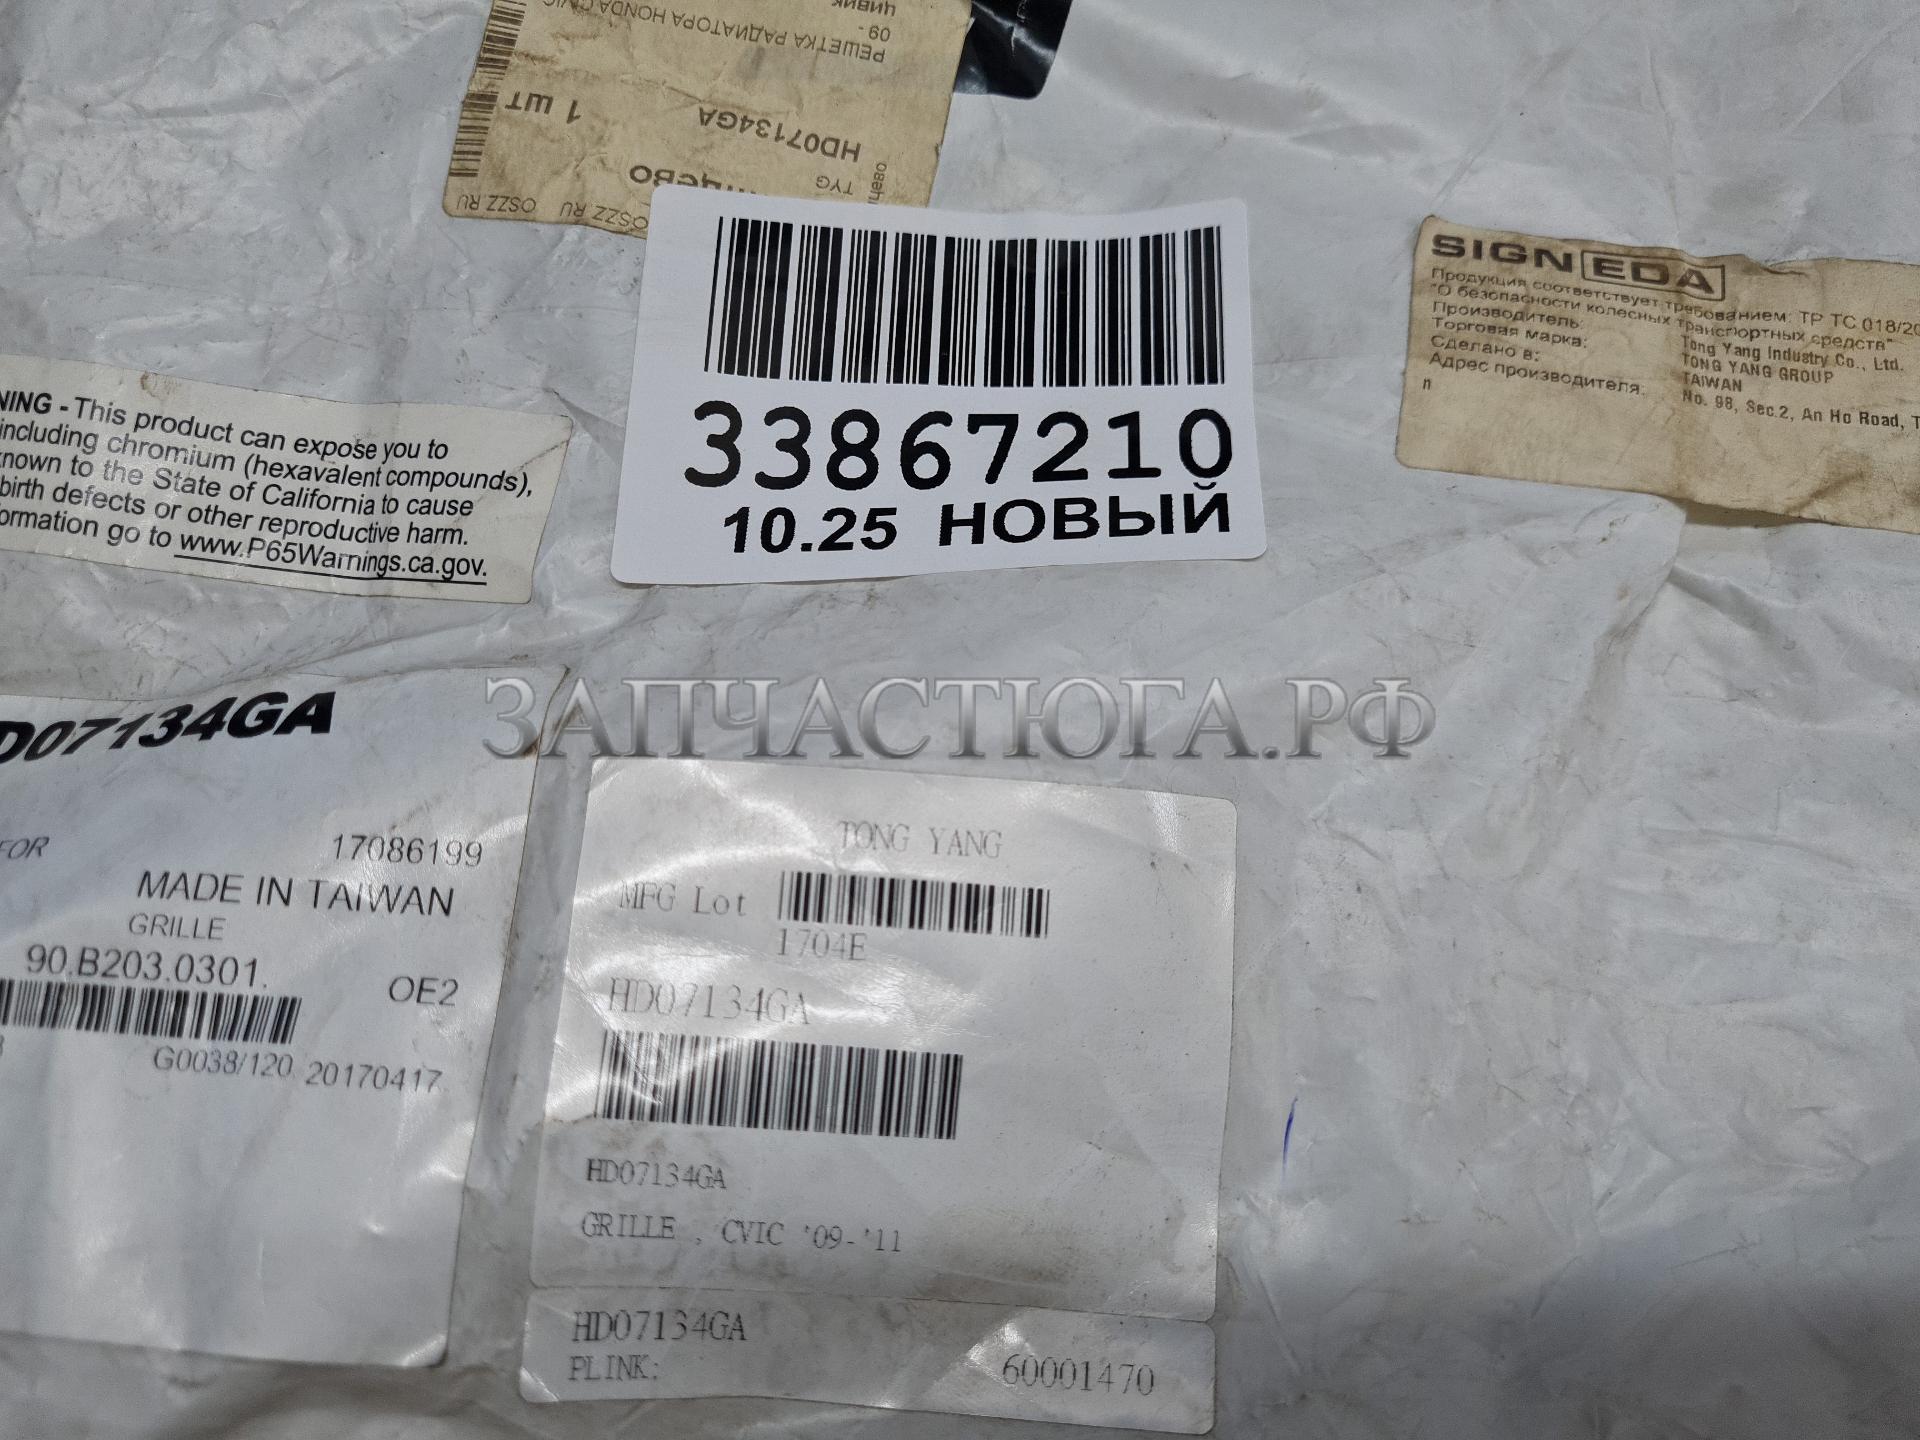 ЦИВИК
РЕШЕТКА РАДИАТОРА HONDA CIVIC
09 -
1 ШТ
HD07134GA
TYG
OSZZ.RU OSZZ.RU
33867210
10.25 НОВЫЙ
SIGNEDA
Продукция соответствует требованием: ТР ТС 018/20
"О безопасности колесных транспортных средств"
Производитель: Tong Yang Industry Co., Ltd.
Торговая марка: TONG YANG GROUP
Сделано в: TAIWAN
Адрес производителя: No. 98, Sec.2, An Ho Road, T
n
NING - This product can expose you to
including chromium (hexavalent compounds),
known to the State of California to cause
birth defects or other reproductive harm.
ormation go to www.P65Warnings.ca.gov.
ЗАПЧАСТЮГА.РФ
D07134GA
FOR
17086199
MADE IN TAIWAN
GRILLE
90.B203.0301.
OE2
G0038/120 20170417
TONG YANG
MFG Lot
1704E
HD07134GA
HD07134GA
GRILLE , CVIC '09-'11
HD07134GA
PLINK: 60001470